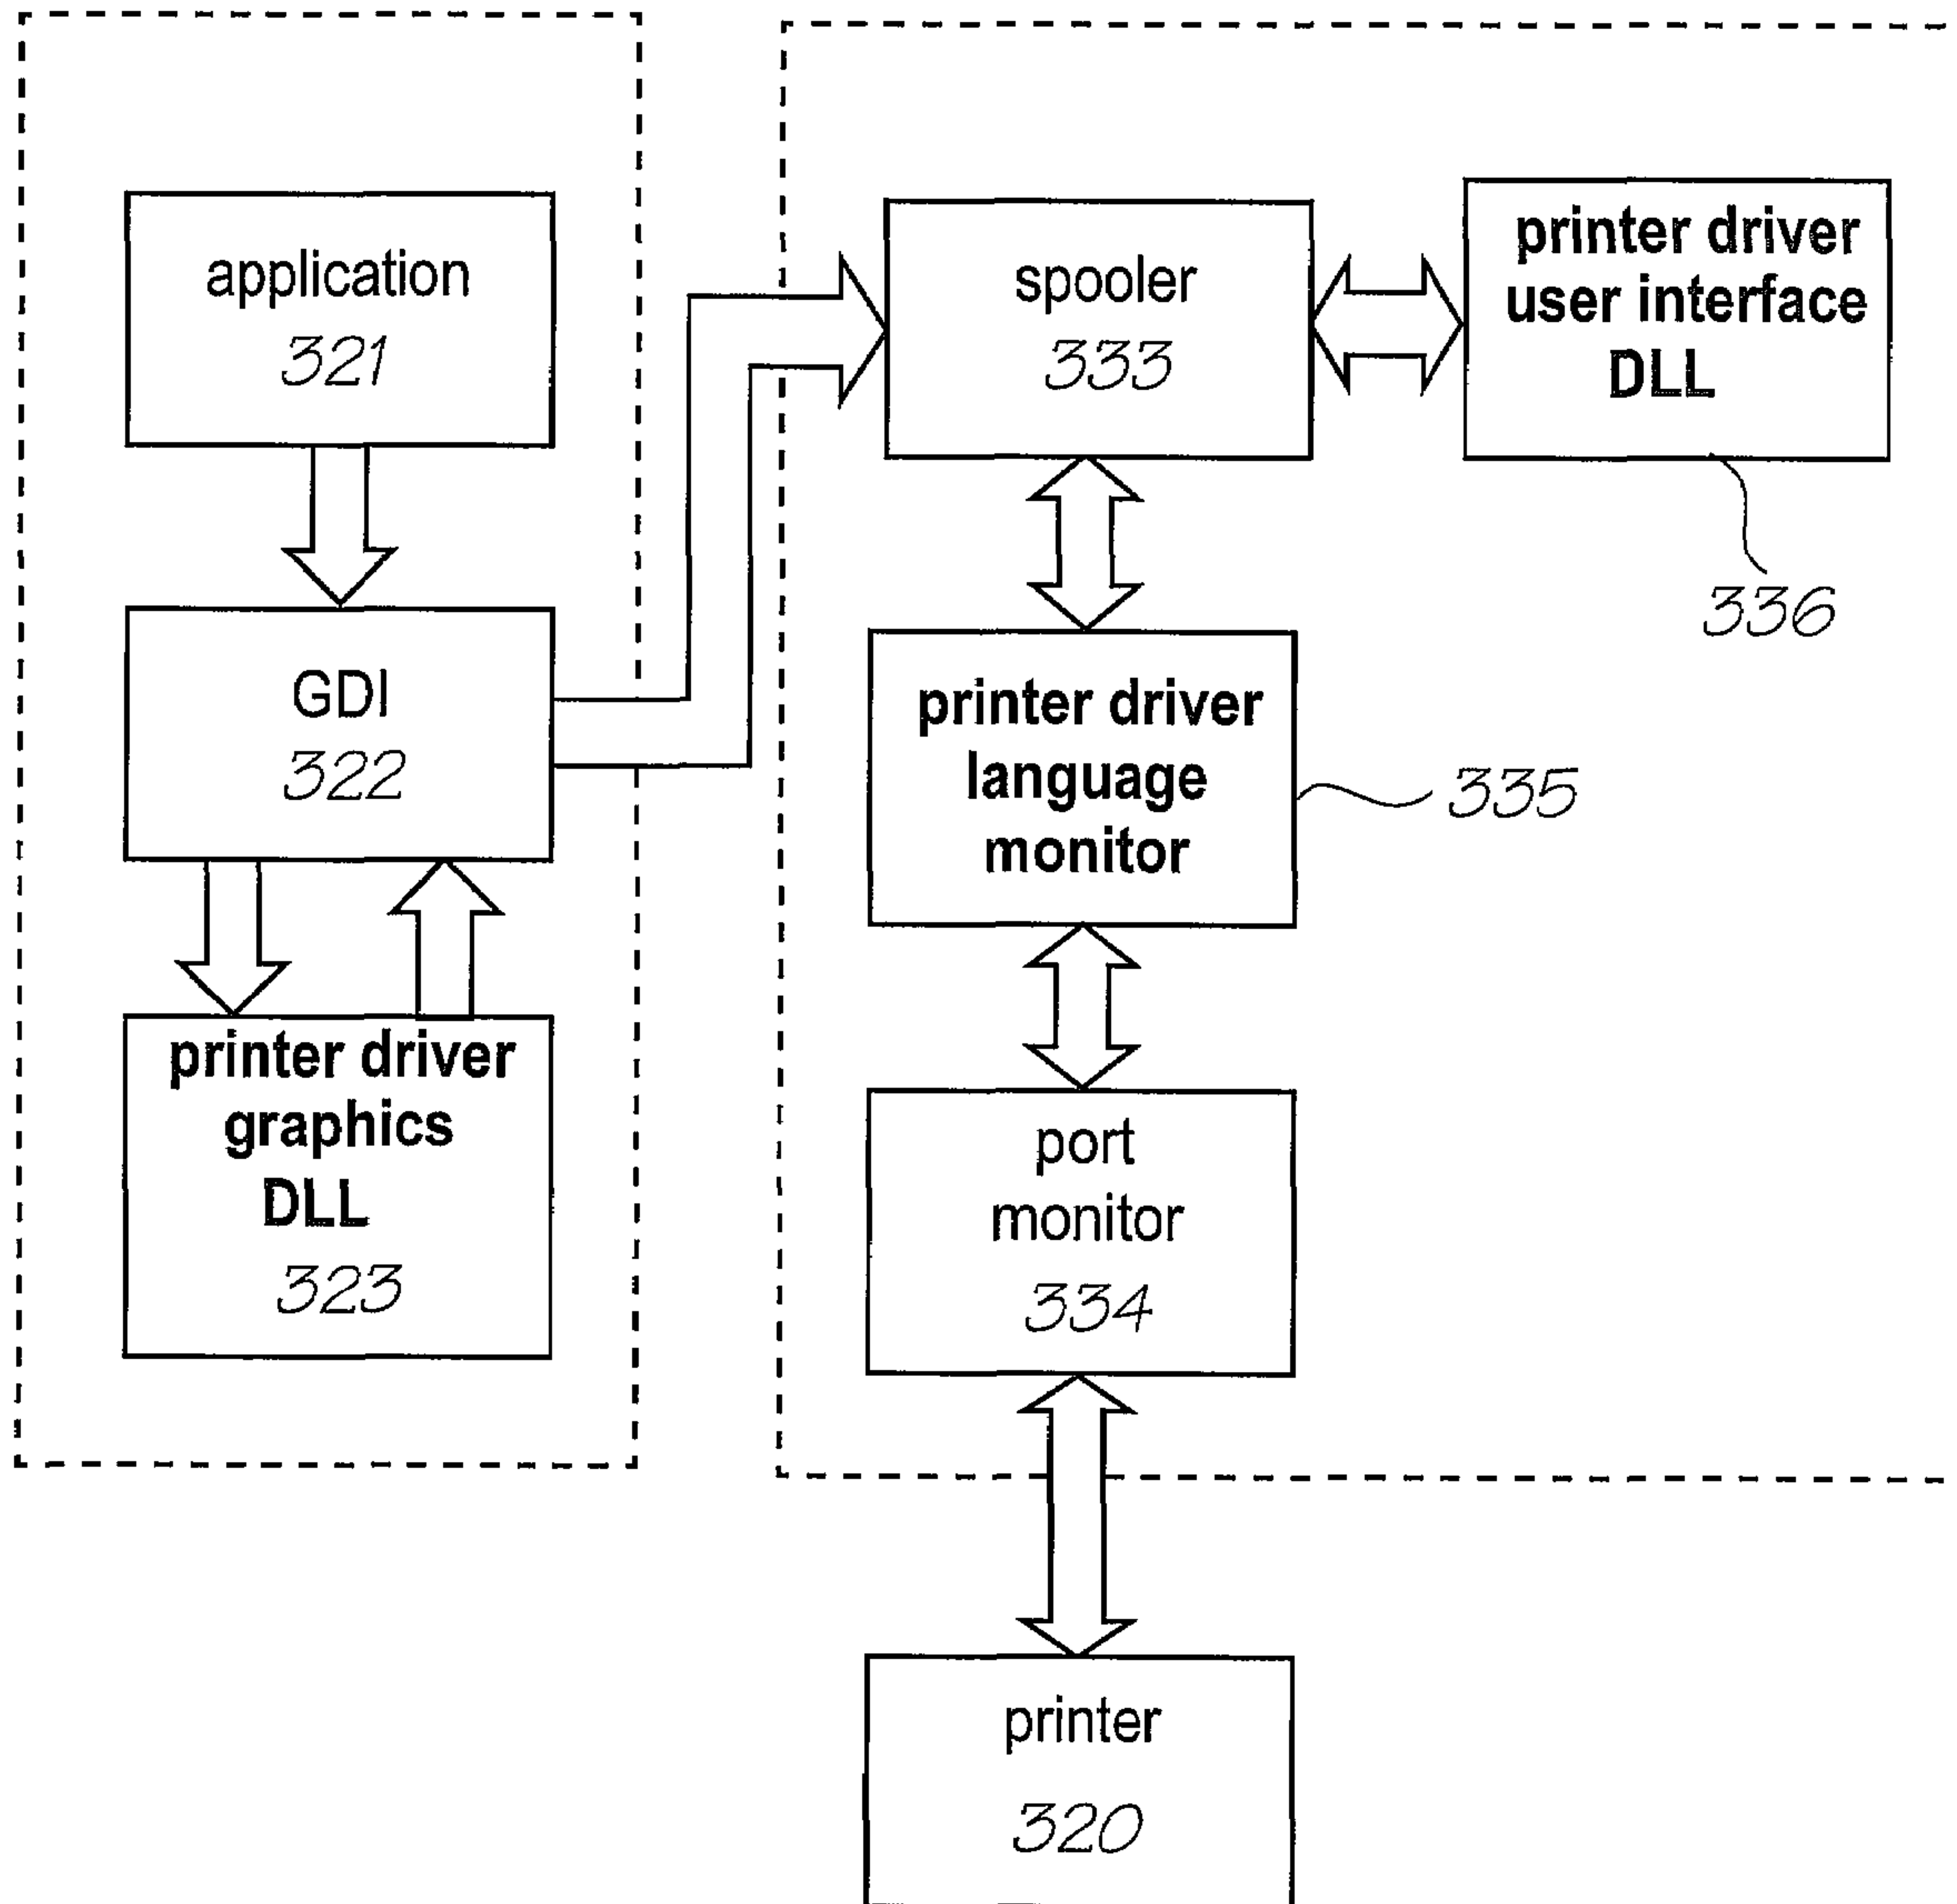 application
321
GDI
322
printer driver
graphics
DLL
323
spooler
333
printer driver
user interface
DLL
336
printer driver
language
monitor
335
port
monitor
334
printer
320